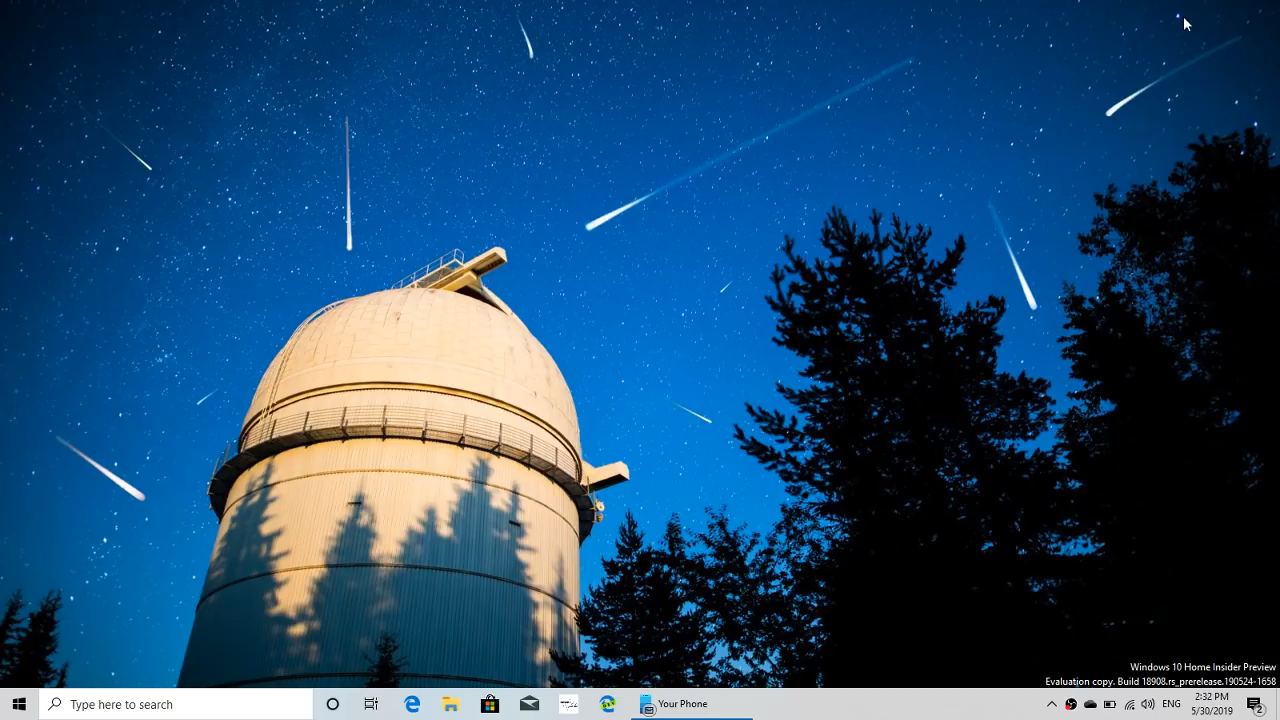 Windows 10 Home Insider Preview
Evaluation copy. Build 18908.rs_prerelease.190524-1658
Type here to search
Your Phone
ENG
2:32 PM
5/30/2019
2